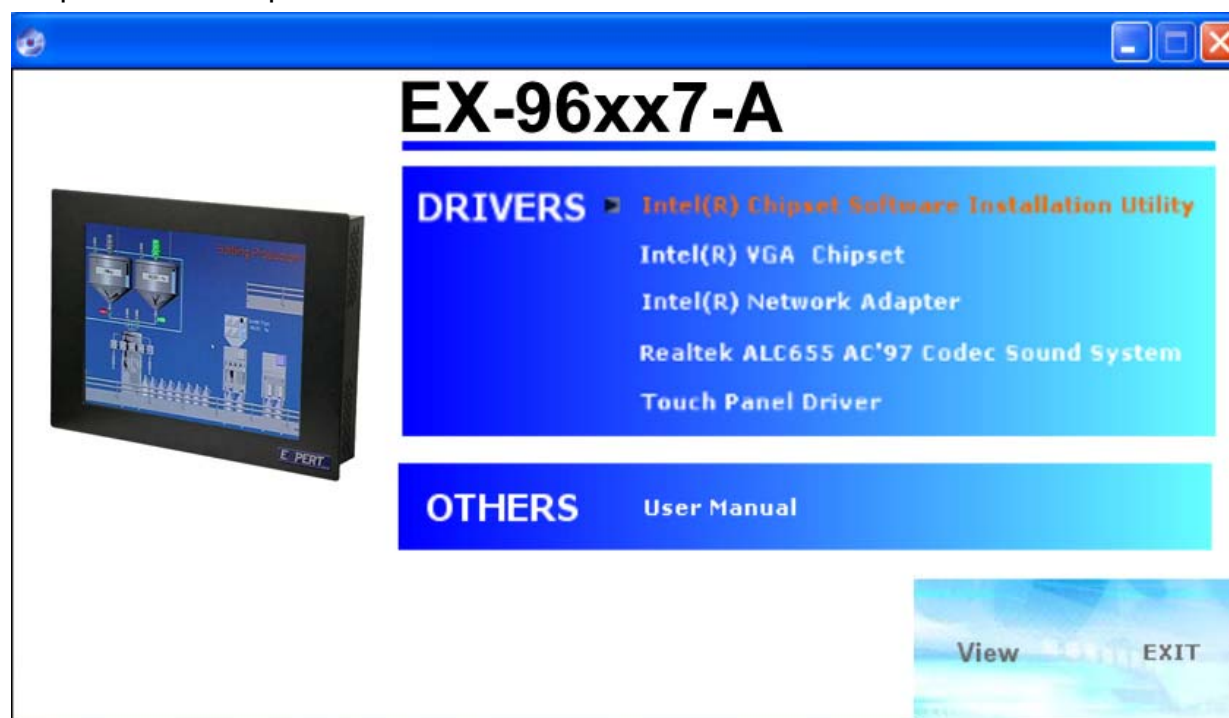 EX-96xx7-A
DRIVERS
Intel(R) Chipset Software Installation Utility
Intel(R) VGA Chipset
Intel(R) Network Adapter
Realtek ALC655 AC'97 Codec Sound System
Touch Panel Driver
OTHERS
User Manual
View
EXIT